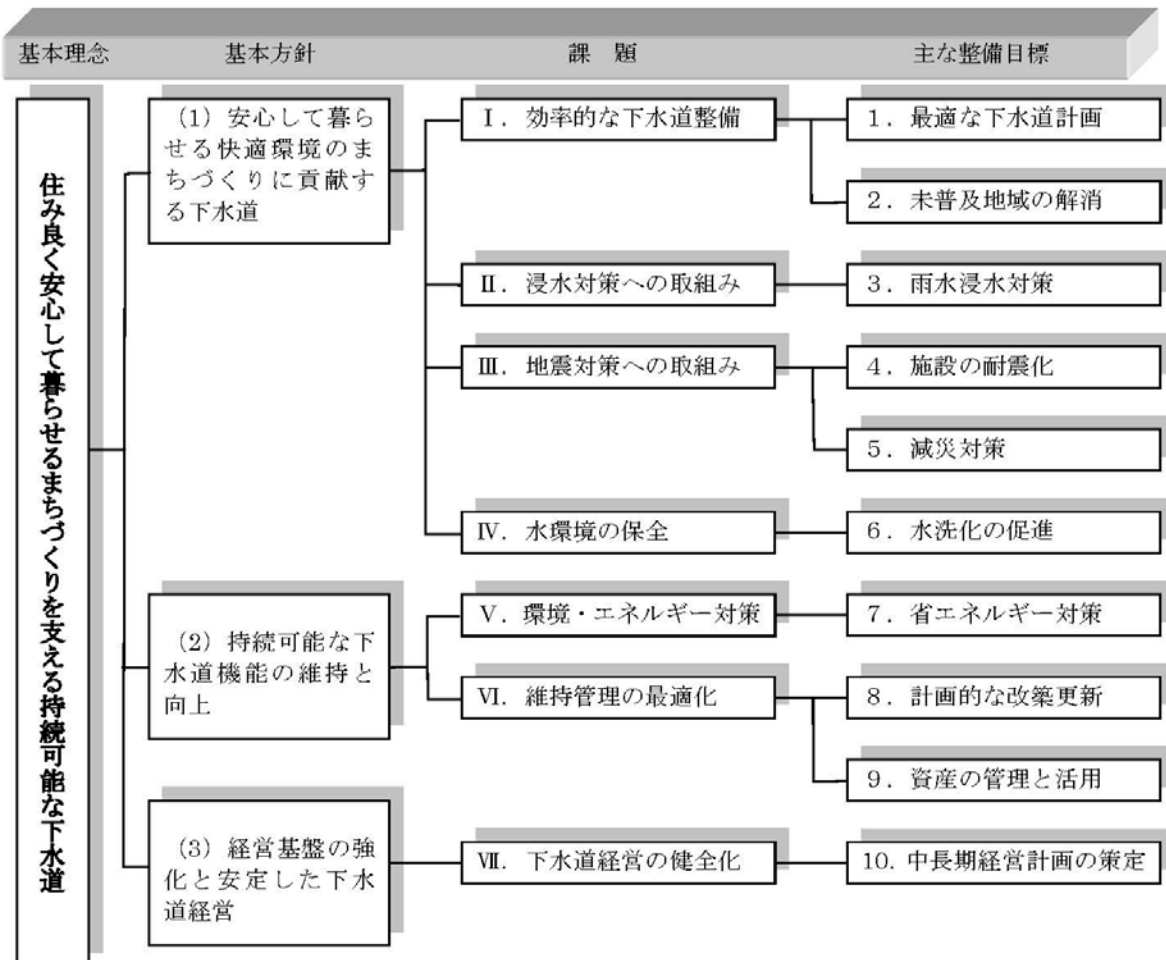 基本理念 基本方針 課 題 主な整備目標
住み良く安心して暮らせるまちづくりを支える持続可能な下水道
(1)安心して暮ら
せる快適環境のま
ちづくりに貢献す
る下水道
Ⅰ．効率的な下水道整備
1．最適な下水道計画
2．未普及地域の解消
Ⅱ．浸水対策への取組み
3．雨水浸水対策
Ⅲ．地震対策への取組み
4．施設の耐震化
5．減災対策
Ⅳ．水環境の保全
6．水洗化の促進
(2)持続可能な下
水道機能の維持と
向上
Ⅴ．環境・エネルギー対策
7．省エネルギー対策
Ⅵ．維持管理の最適化
8．計画的な改築更新
9．資産の管理と活用
(3)経営基盤の強
化と安定した下水
道経営
Ⅶ．下水道経営の健全化
10．中長期経営計画の策定